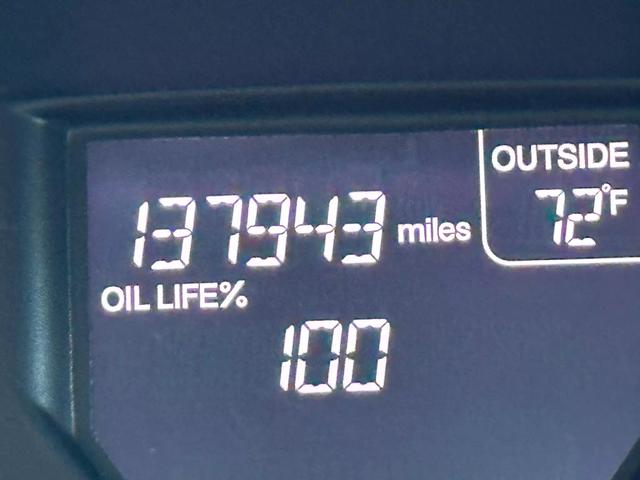 OUTSIDE
72°F
137943 miles
OIL LIFE%
100